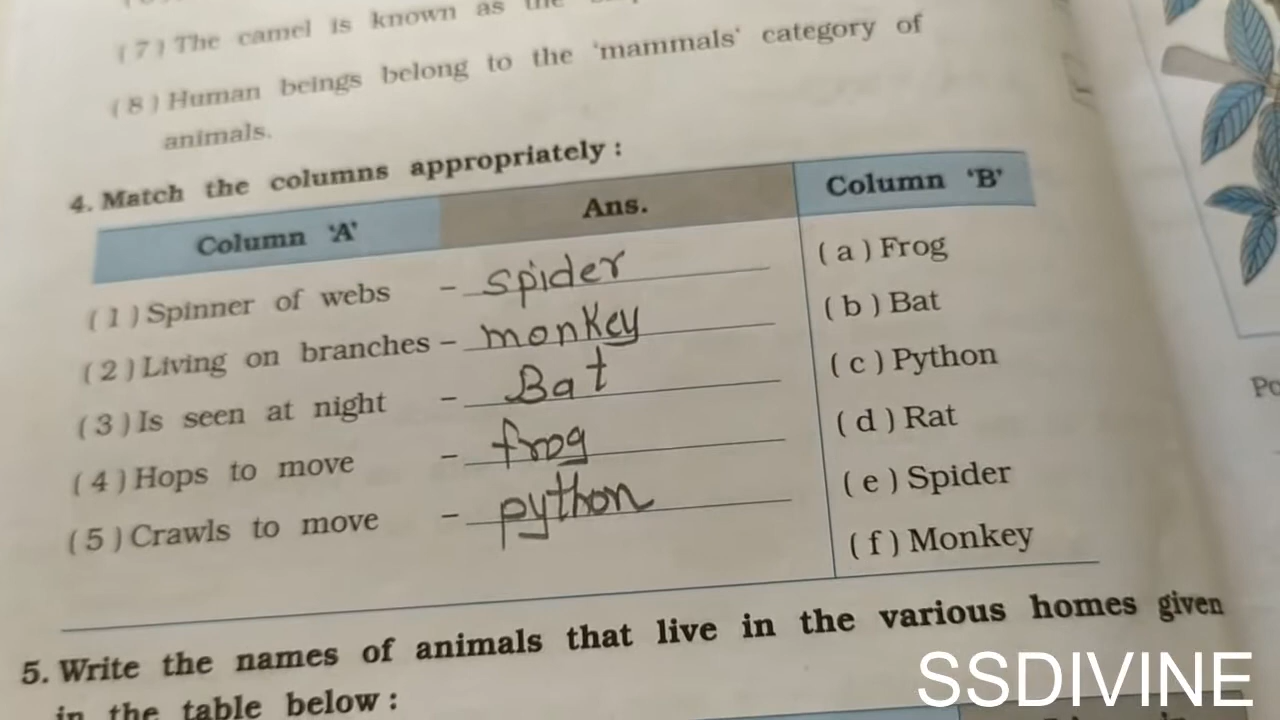 (7) The camel is known as the
(8) Human beings belong to the 'mammals' category of
animals.
4. Match the columns appropriately :
Column 'A' Ans. Column 'B'
(1) Spinner of webs - spider (a) Frog
(2) Living on branches - monkey (b) Bat
(3) Is seen at night - Bat (c) Python
(4) Hops to move - frog (d) Rat
(5) Crawls to move - python (e) Spider
(f) Monkey
5. Write the names of animals that live in the various homes given
in the table below :
SSDIVINE